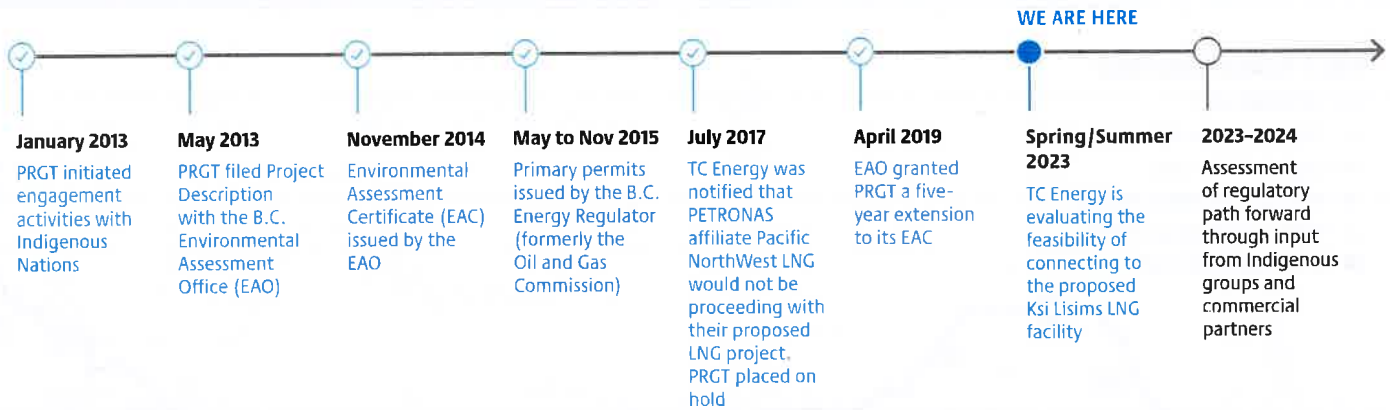 WE ARE HERE
January 2013
PRGT initiated
engagement
activities with
Indigenous
Nations
May 2013
PRGT filed Project
Description
with the B.C.
Environmental
Assessment
Office (EAO)
November 2014
Environmental
Assessment
Certificate (EAC)
issued by the
EAO
May to Nov 2015
Primary permits
issued by the B.C.
Energy Regulator
(formerly the
Oil and Gas
Commission)
July 2017
TC Energy was
notified that
PETRONAS
affiliate Pacific
NorthWest LNG
would not be
proceeding with
their proposed
LNG project.
PRGT placed on
hold
April 2019
EAO granted
PRGT a five-
year extension
to its EAC
Spring/Summer
2023
TC Energy is
evaluating the
feasibility of
connecting to
the proposed
Ksi Lisims LNG
facility
2023–2024
Assessment
of regulatory
path forward
through input
from Indigenous
groups and
commercial
partners